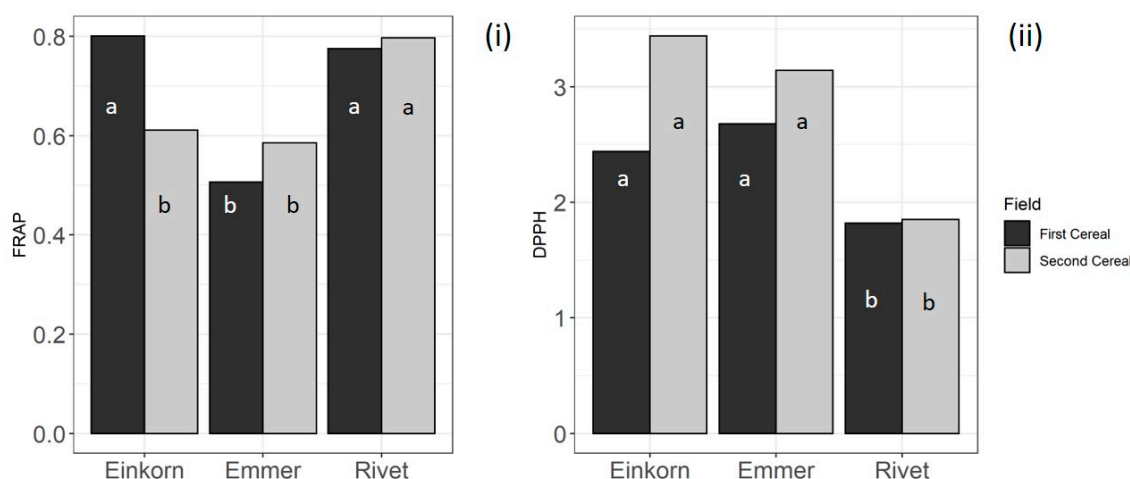 (i)
FRAP
0.8
0.6
0.4
0.2
0.0
a
b
b
b
a
a
Einkorn Emmer Rivet
(ii)
DPPH
3
2
1
0
a
a
a
a
b
b
Einkorn Emmer Rivet
Field
First Cereal
Second Cereal